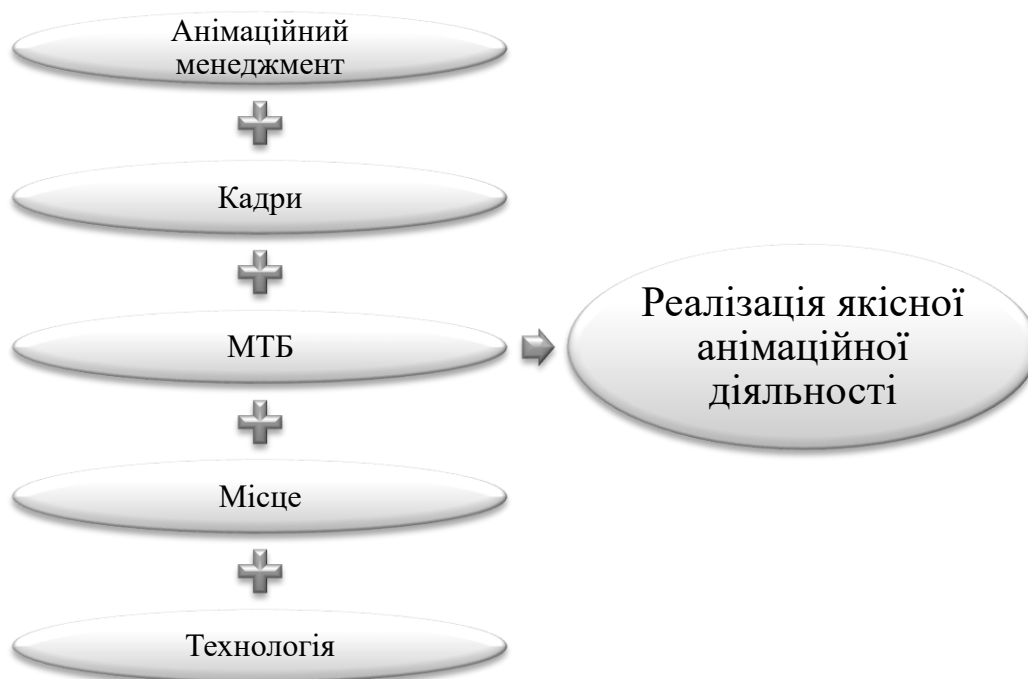 Анімаційний
менеджмент
Кадри
МТБ
Місце
Технологія
Реалізація якісної
анімаційної
діяльності